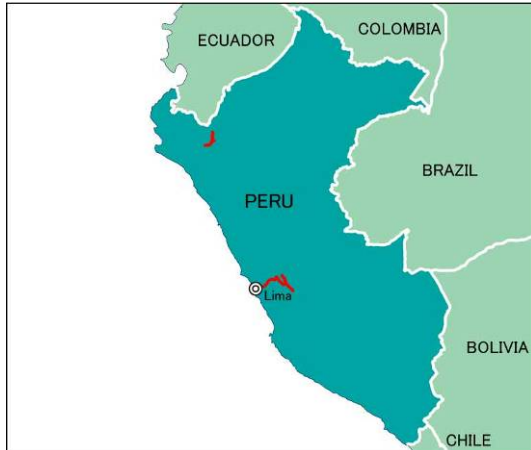 ECUADOR
COLOMBIA
BRAZIL
PERU
Lima
BOLIVIA
CHILE